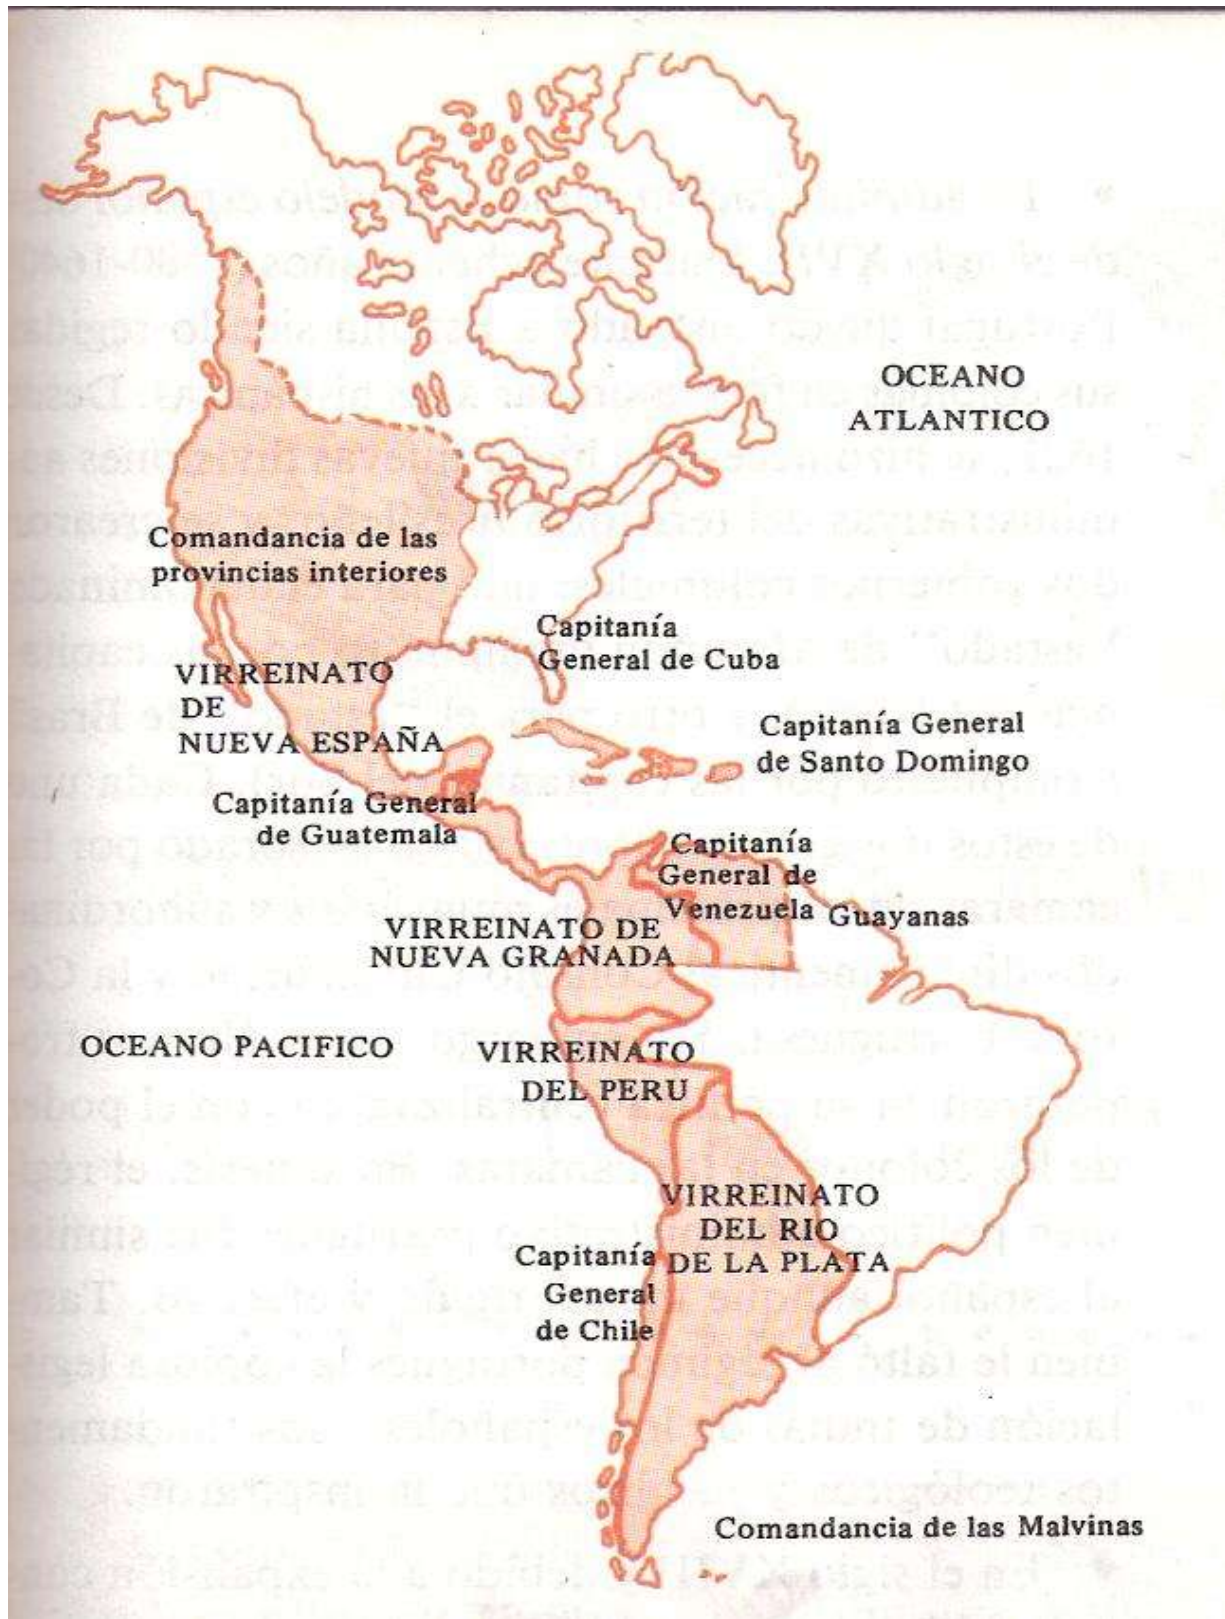 OCEANO
ATLANTICO
Comandancia de las
provincias interiores
Capitanía
General de Cuba
VIRREINATO
DE
NUEVA ESPAÑA
Capitanía General
de Santo Domingo
Capitanía General
de Guatemala
Capitanía
General de
Venezuela
Guayanas
VIRREINATO DE
NUEVA GRANADA
OCEANO PACIFICO
VIRREINATO
DEL PERU
VIRREINATO
DEL RIO
DE LA PLATA
Capitanía
General
de Chile
Comandancia de las Malvinas